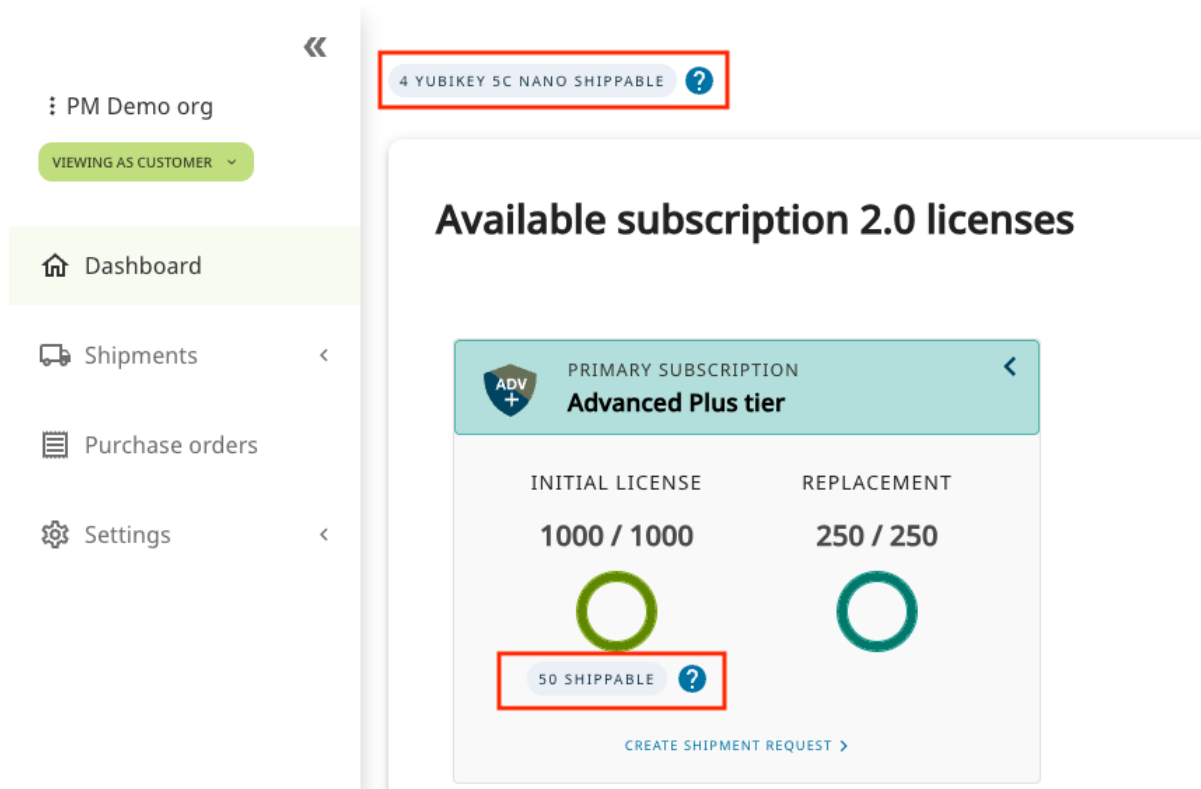 PM Demo org
VIEWING AS CUSTOMER
Dashboard
Shipments
Purchase orders
Settings
4 YUBIKEY 5C NANO SHIPPABLE ?
Available subscription 2.0 licenses
ADV
+
PRIMARY SUBSCRIPTION
Advanced Plus tier
INITIAL LICENSE REPLACEMENT
1000 / 1000 250 / 250
50 SHIPPABLE ?
CREATE SHIPMENT REQUEST